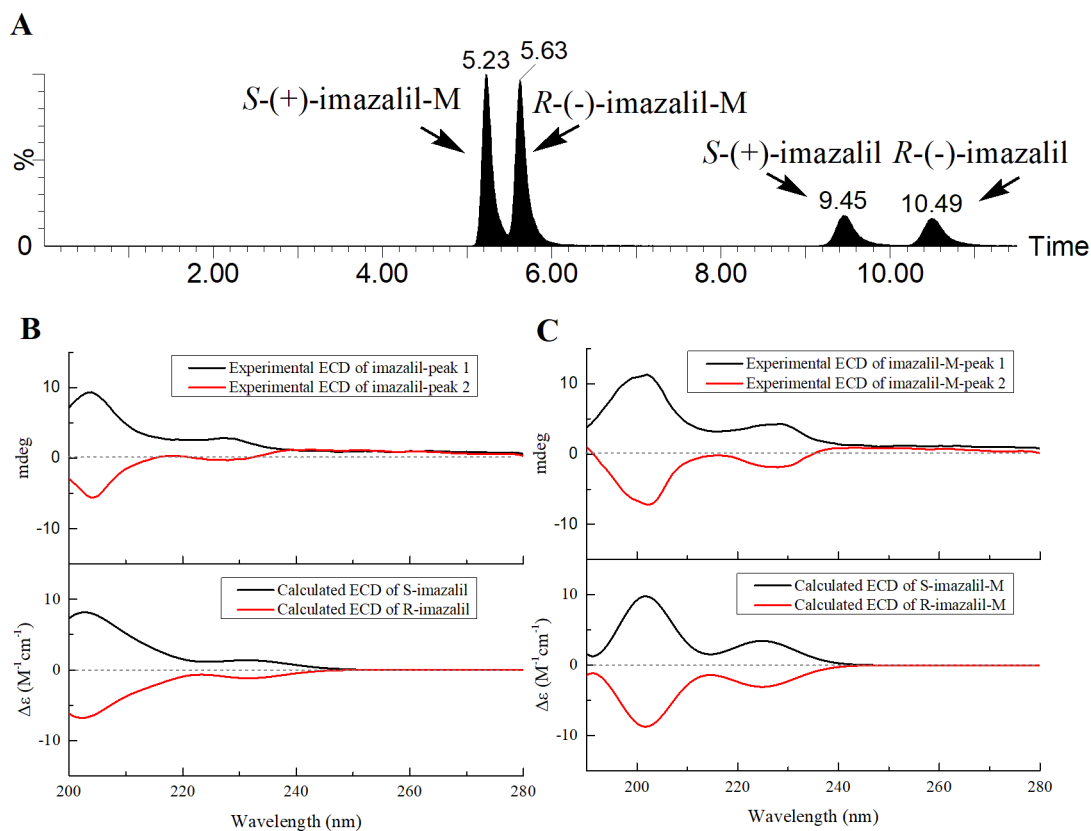 A
5.23
5.63
S-(+)-imazalil-M
R-(-)-imazalil-M
S-(+)-imazalil
R-(-)-imazalil
9.45
10.49
%
0
Time
2.00
4.00
6.00
8.00
10.00
B
Experimental ECD of imazalil-peak 1
Experimental ECD of imazalil-peak 2
10
0
-10
mdeg
Calculated ECD of S-imazalil
Calculated ECD of R-imazalil
10
0
-10
Δε (M⁻¹cm⁻¹)
200
220
240
260
280
Wavelength (nm)
C
Experimental ECD of imazalil-M-peak 1
Experimental ECD of imazalil-M-peak 2
10
0
-10
mdeg
Calculated ECD of S-imazalil-M
Calculated ECD of R-imazalil-M
10
0
-10
Δε (M⁻¹cm⁻¹)
200
220
240
260
280
Wavelength (nm)